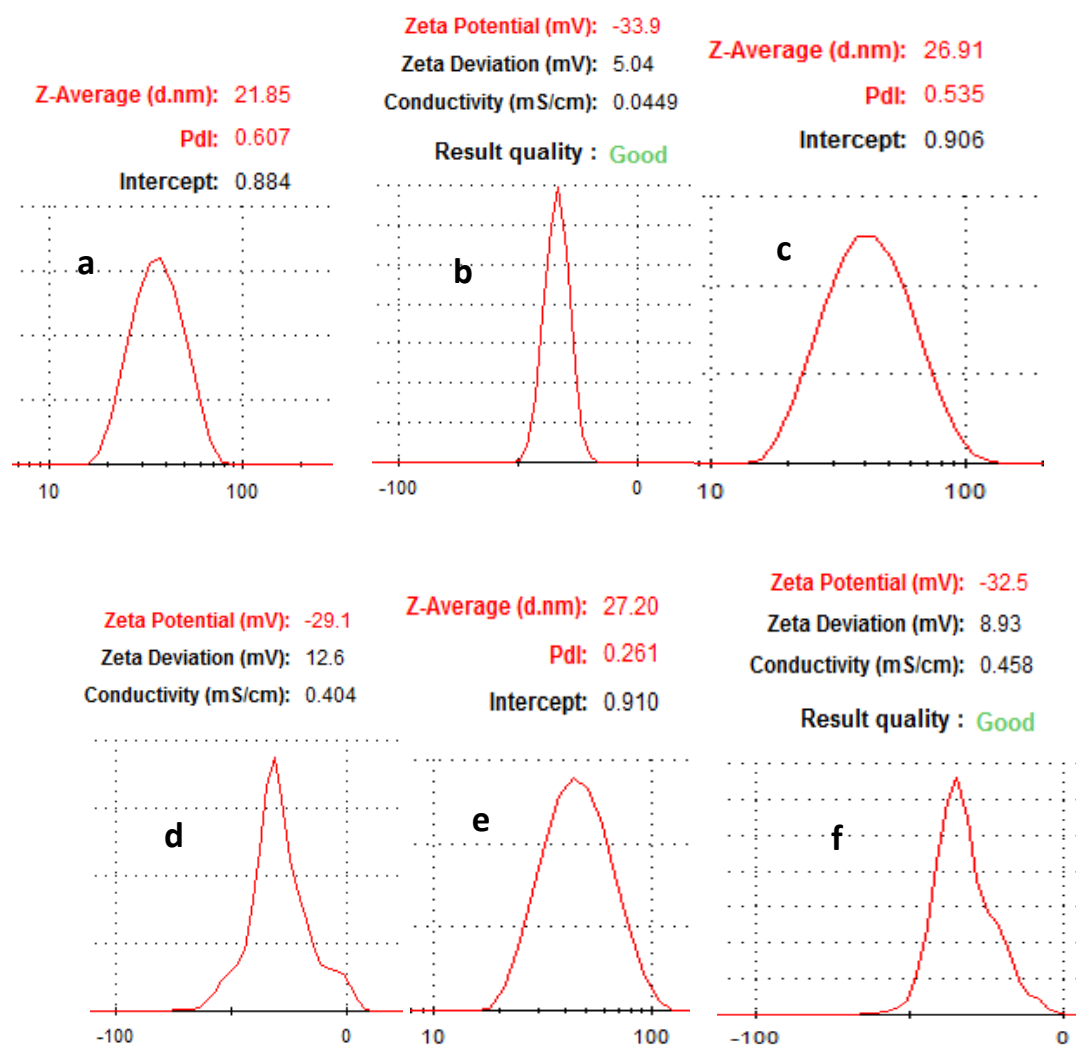 Z-Average (d.nm): 21.85
PdI: 0.607
Intercept: 0.884
a
10 100
Zeta Potential (mV): -33.9
Zeta Deviation (mV): 5.04
Conductivity (mS/cm): 0.0449
Result quality : Good
b
-100 0
Z-Average (d.nm): 26.91
PdI: 0.535
Intercept: 0.906
c
10 100
Zeta Potential (mV): -29.1
Zeta Deviation (mV): 12.6
Conductivity (mS/cm): 0.404
d
-100 0
Z-Average (d.nm): 27.20
PdI: 0.261
Intercept: 0.910
e
10 100
Zeta Potential (mV): -32.5
Zeta Deviation (mV): 8.93
Conductivity (mS/cm): 0.458
Result quality : Good
f
-100 0